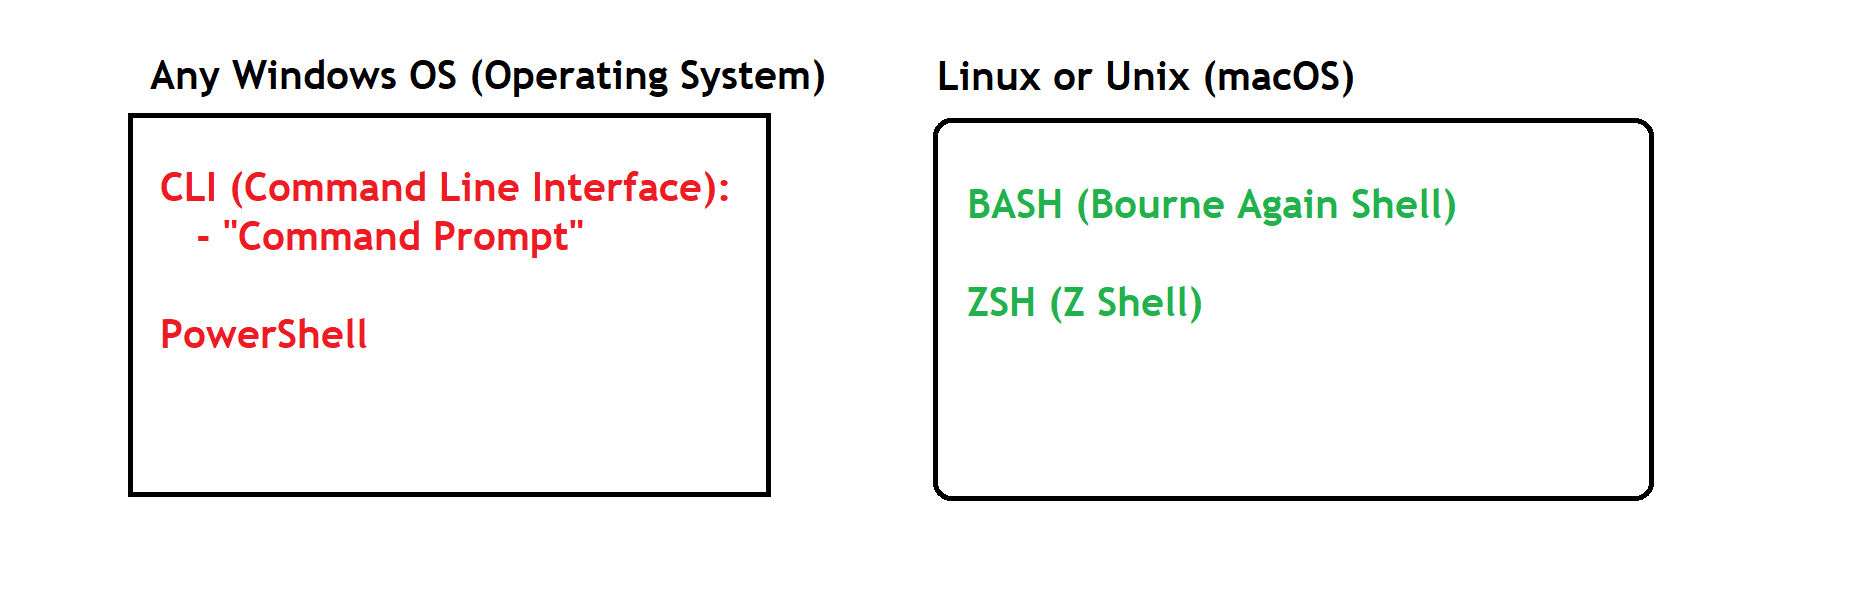 Any Windows OS (Operating System)
CLI (Command Line Interface):
- "Command Prompt"
PowerShell
Linux or Unix (macOS)
BASH (Bourne Again Shell)
ZSH (Z Shell)